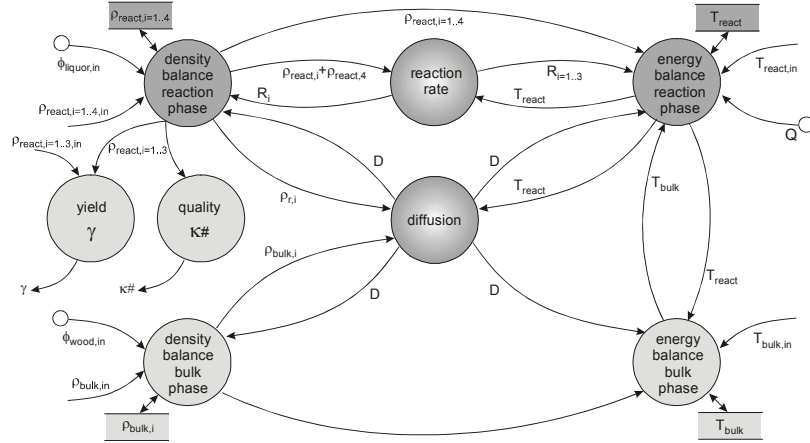 ρreact,i=1..4
ρreact,i=1..4
Treact
ϕliquor,in
density
balance
reaction
phase
ρreact,i+ρreact,4
Ri
reaction
rate
Ri=1..3
Treact
energy
balance
reaction
phase
Treact,in
Q
ρreact,i=1..4,in
ρreact,i=1..3,in
ρreact,i=1..3
yield
γ
quality
κ#
γ
κ#
D
ρr,i
diffusion
D
Treact
Tbulk
Treact
ρbulk,i
D
D
ϕwood,in
ρbulk,in
density
balance
bulk
phase
ρbulk,i
energy
balance
bulk
phase
Tbulk,in
Tbulk